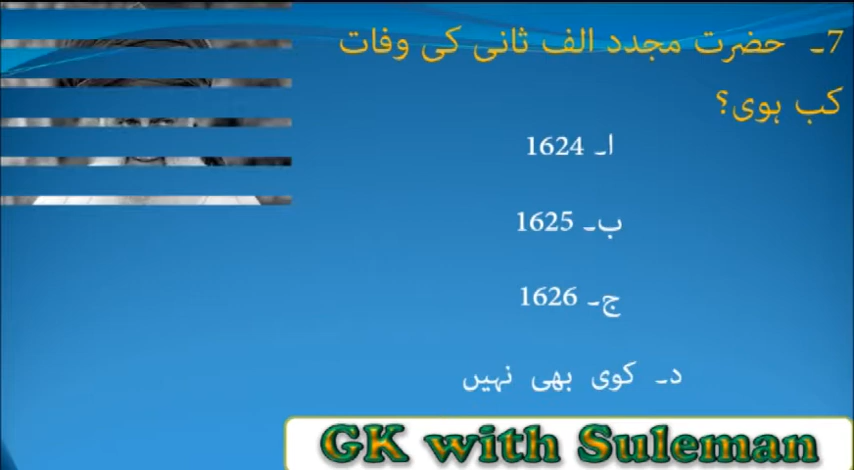 7۔ حضرت مجدد الف ثانی کی وفات
کب ہوی؟
ا۔ 1624
ب۔ 1625
ج۔ 1626
د۔ کوی بھی نہیں
GK with Suleman